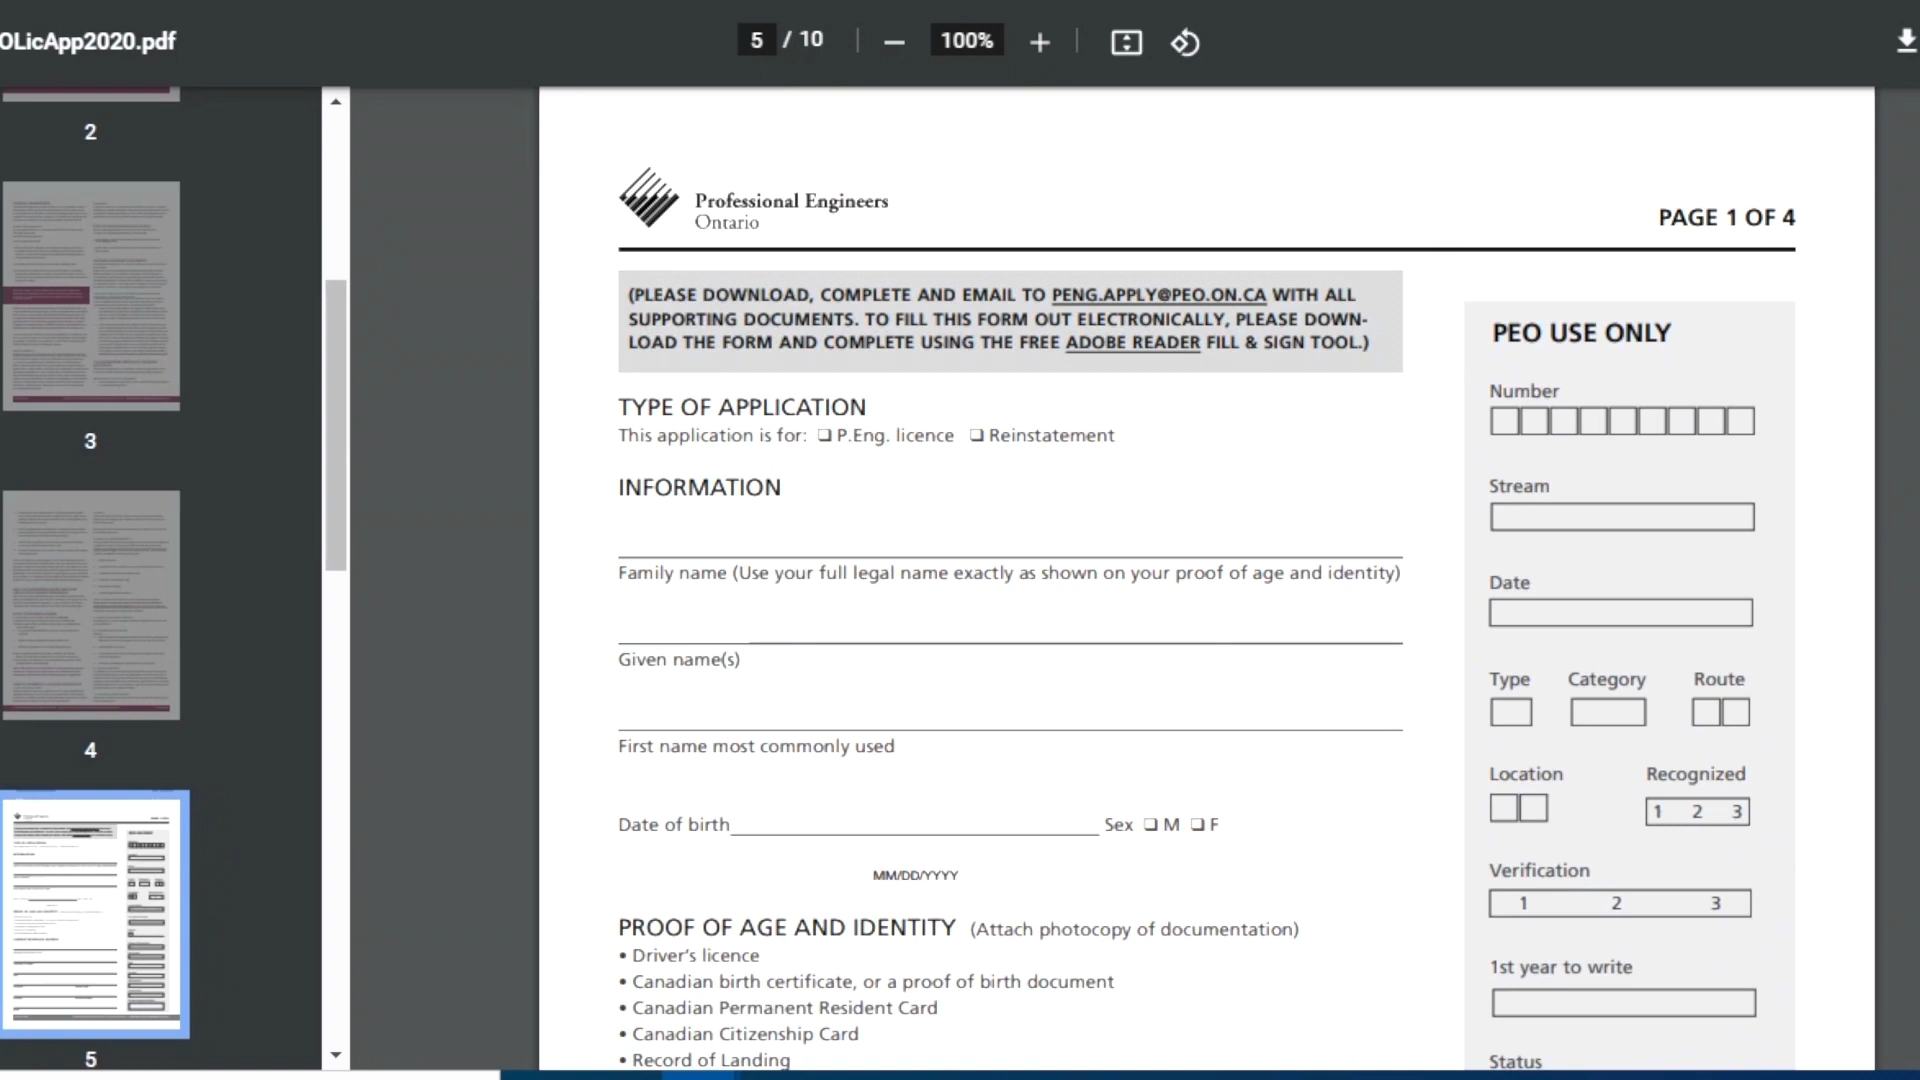 OLicApp2020.pdf
5 / 10
100%
2
3
4
5
Professional Engineers
Ontario
PAGE 1 OF 4
(PLEASE DOWNLOAD, COMPLETE AND EMAIL TO PENG.APPLY@PEO.ON.CA WITH ALL
SUPPORTING DOCUMENTS. TO FILL THIS FORM OUT ELECTRONICALLY, PLEASE DOWN-
LOAD THE FORM AND COMPLETE USING THE FREE ADOBE READER FILL & SIGN TOOL.)
TYPE OF APPLICATION
This application is for: ❑ P.Eng. licence ❑ Reinstatement
INFORMATION
Family name (Use your full legal name exactly as shown on your proof of age and identity)
Given name(s)
First name most commonly used
Date of birth Sex ❑ M ❑ F
MM/DD/YYYY
PROOF OF AGE AND IDENTITY (Attach photocopy of documentation)
• Driver’s licence
• Canadian birth certificate, or a proof of birth document
• Canadian Permanent Resident Card
• Canadian Citizenship Card
• Record of Landing
PEO USE ONLY
Number
Stream
Date
Type Category Route
Location Recognized
1 2 3
Verification
1 2 3
1st year to write
Status